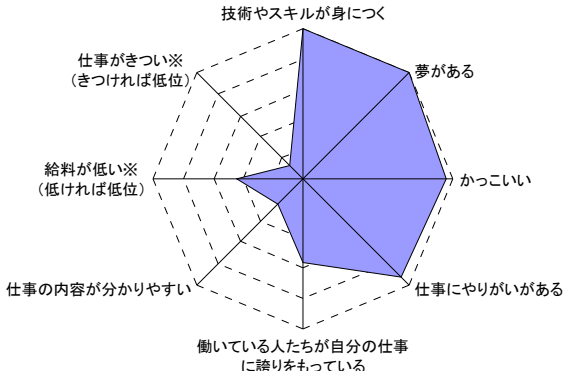 技術やスキルが身につく
夢がある
かっこいい
仕事にやりがいがある
働いている人たちが自分の仕事
に誇りをもっている
仕事の内容が分かりやすい
給料が低い※
(低ければ低位)
仕事がきつい※
(きつければ低位)